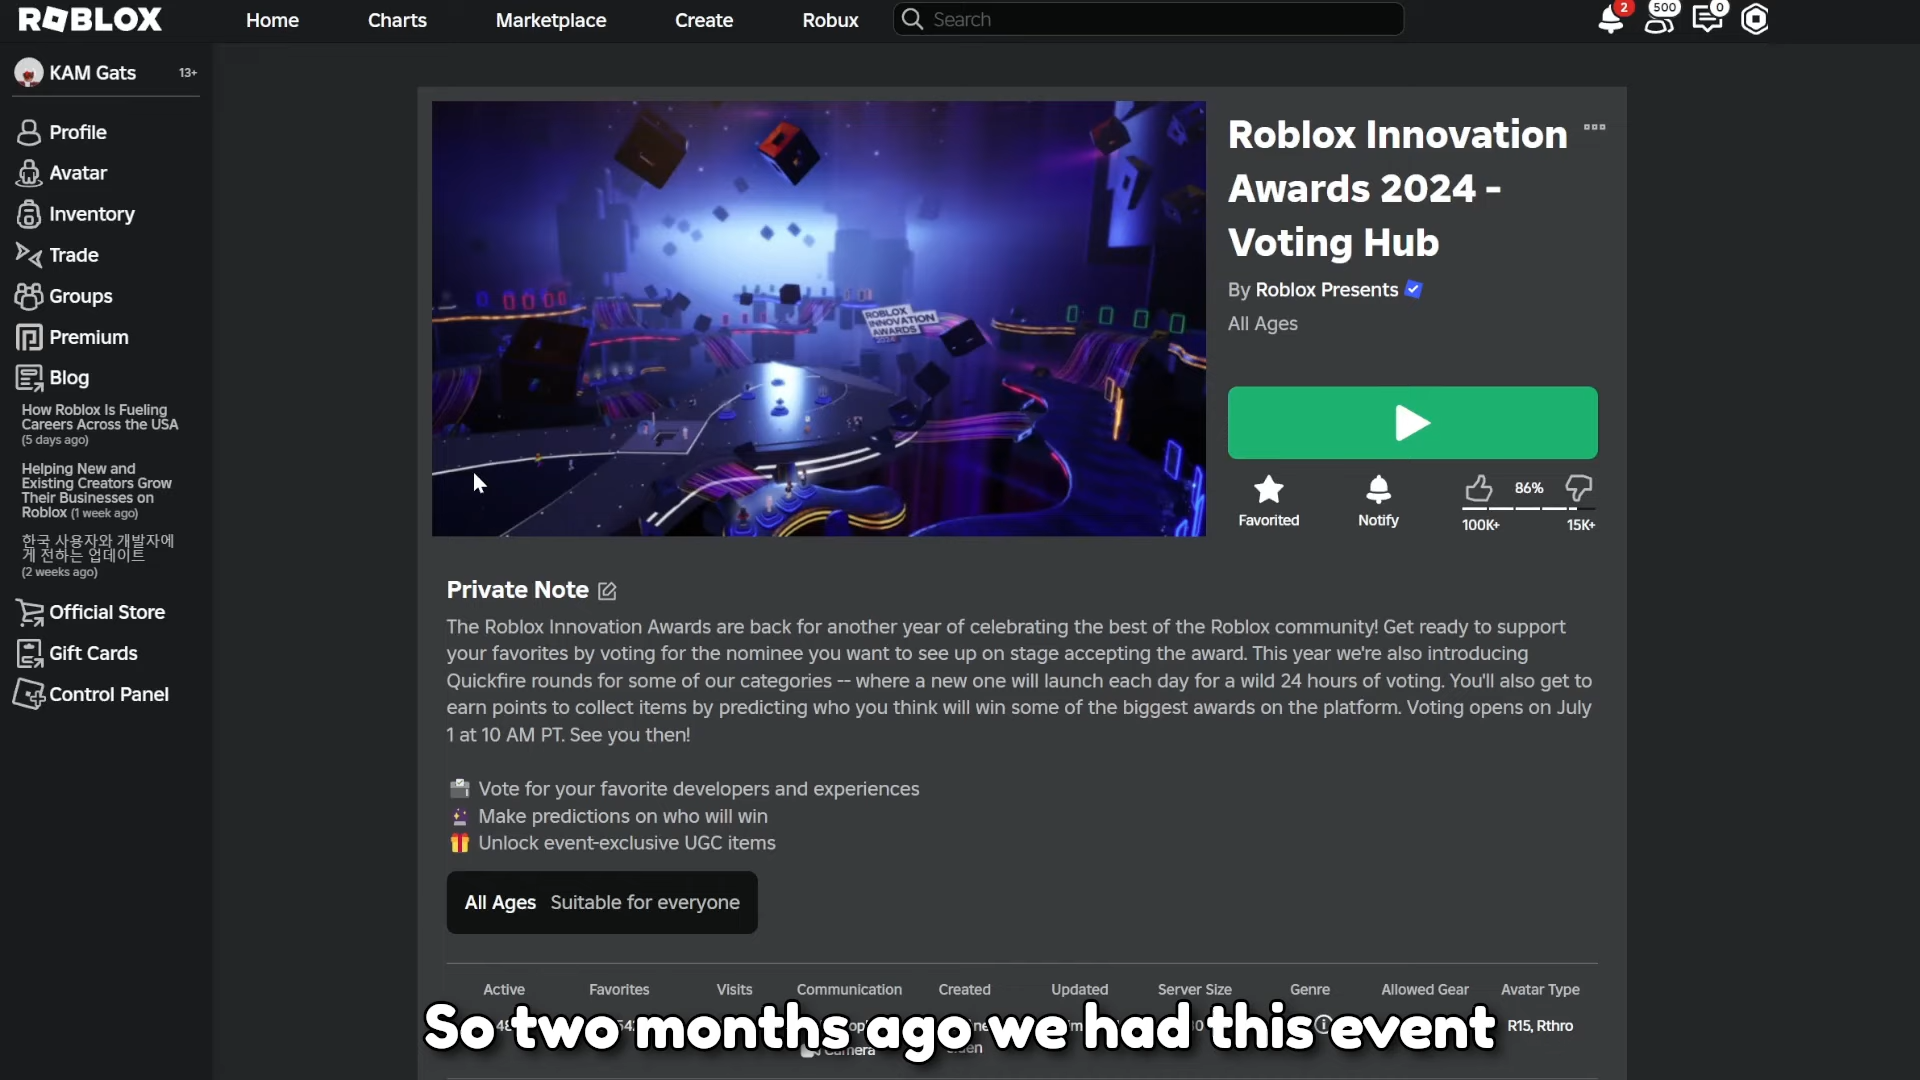 ROBLOX
Home
Charts
Marketplace
Create
Robux
Search
2
500
0
KAM Gats
13+
Profile
Avatar
Inventory
Trade
Groups
Premium
Blog
How Roblox Is Fueling
Careers Across the USA
(5 days ago)
Helping New and
Existing Creators Grow
Their Businesses on
Roblox (1 week ago)
한국 사용자와 개발자에
게 전하는 업데이트
(2 weeks ago)
Official Store
Gift Cards
Control Panel
ROBLOX
INNOVATION
AWARDS
Roblox Innovation
Awards 2024 -
Voting Hub
By Roblox Presents
All Ages
Favorited
Notify
86%
100K+
15K+
Private Note
The Roblox Innovation Awards are back for another year of celebrating the best of the Roblox community! Get ready to support
your favorites by voting for the nominee you want to see up on stage accepting the award. This year we're also introducing
Quickfire rounds for some of our categories -- where a new one will launch each day for a wild 24 hours of voting. You'll also get to
earn points to collect items by predicting who you think will win some of the biggest awards on the platform. Voting opens on July
1 at 10 AM PT. See you then!
Vote for your favorite developers and experiences
Make predictions on who will win
Unlock event-exclusive UGC items
All Ages Suitable for everyone
Active
Favorites
Visits
Communication
Created
Updated
Server Size
Genre
Allowed Gear
Avatar Type
R15, Rthro
Camera
So two months ago we had this event